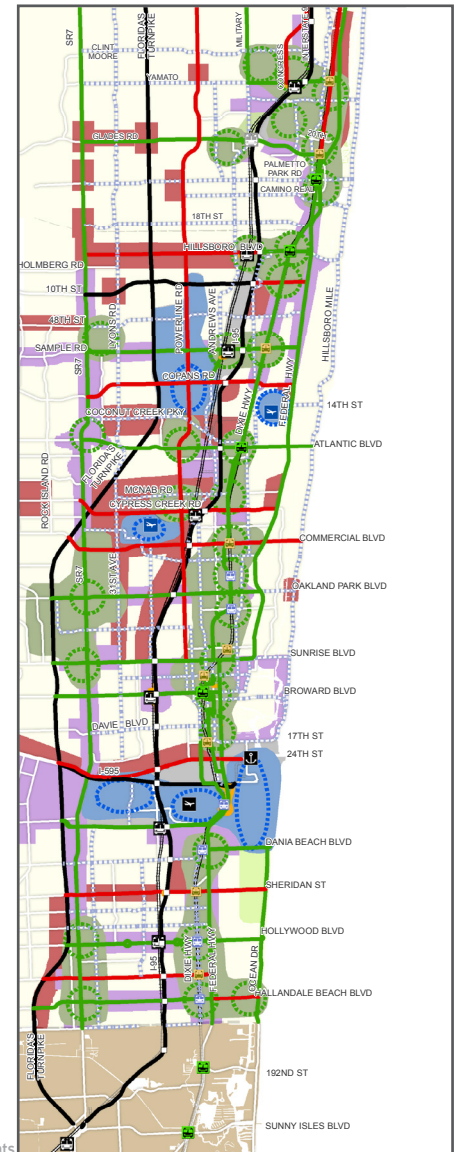 SR7
CLINT
MOORE
FLORIDA'S
TURNPIKE
YAMATO
MILITARY
CONGRESS
GLADES RD
20TH
PALMETTO
PARK RD
CAMINO REAL
18TH ST
HILLSBORO BLVD
HOLMBERG RD
10TH ST
48TH ST
LYONS RD
POWERLINE RD
ANDREWS AVE
I-95
HILLSBORO MILE
SAMPLE RD
SR7
COPANS RD
DIXIE HWY
FEDERAL HWY
14TH ST
COCONUT CREEK PKY
ATLANTIC BLVD
FLORIDA'S
TURNPIKE
ROCK ISLAND RD
MCNAB RD
CYPRESS CREEK RD
COMMERCIAL BLVD
SR7
31ST AVE
OAKLAND PARK BLVD
SUNRISE BLVD
BROWARD BLVD
DAVIE BLVD
17TH ST
24TH ST
I-595
DANIA BEACH BLVD
SHERIDAN ST
HOLLYWOOD BLVD
I-95
DIXIE HWY
FEDERAL HWY
OCEAN DR
HALLANDALE BEACH BLVD
FLORIDA'S
TURNPIKE
192ND ST
SUNNY ISLES BLVD